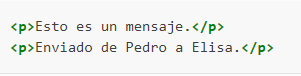 <p>Esto es un mensaje.</p>
<p>Enviado de Pedro a Elisa.</p>